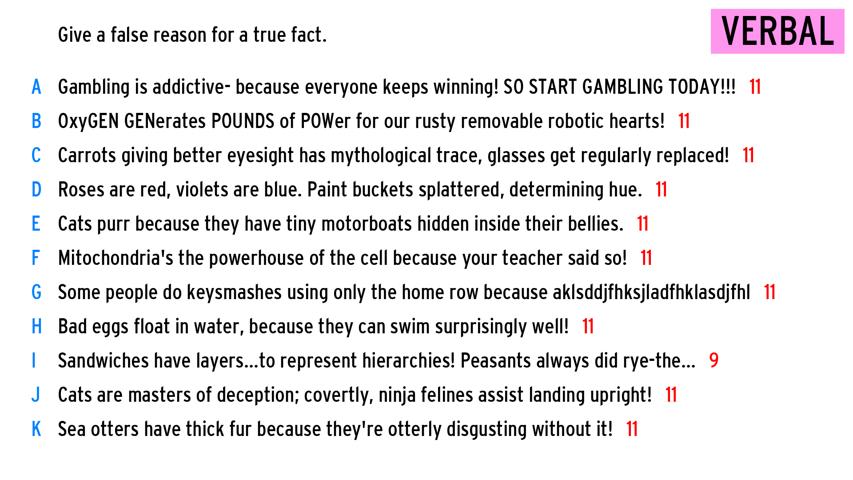 Give a false reason for a true fact.
VERBAL
A Gambling is addictive- because everyone keeps winning! SO START GAMBLING TODAY!!! 11
B OxyGEN GENerates POUNDS of POWer for our rusty removable robotic hearts! 11
C Carrots giving better eyesight has mythological trace, glasses get regularly replaced! 11
D Roses are red, violets are blue. Paint buckets splattered, determining hue. 11
E Cats purr because they have tiny motorboats hidden inside their bellies. 11
F Mitochondria's the powerhouse of the cell because your teacher said so! 11
G Some people do keysmashes using only the home row because aklsddjfhksjladfhklasdjfhl 11
H Bad eggs float in water, because they can swim surprisingly well! 11
I Sandwiches have layers...to represent hierarchies! Peasants always did rye-the... 9
J Cats are masters of deception; covertly, ninja felines assist landing upright! 11
K Sea otters have thick fur because they're otterly disgusting without it! 11